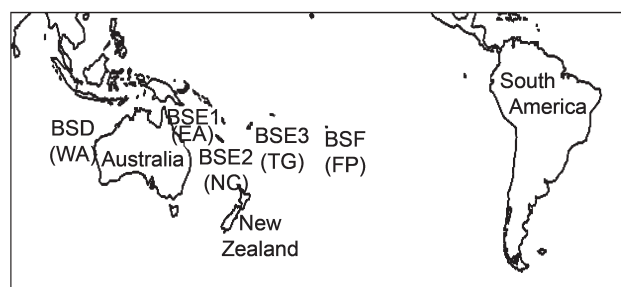 BSD
(WA)
Australia
BSE1
(EA)
BSE2
(NC)
BSE3
(TG)
BSF
(FP)
New
Zealand
South
America